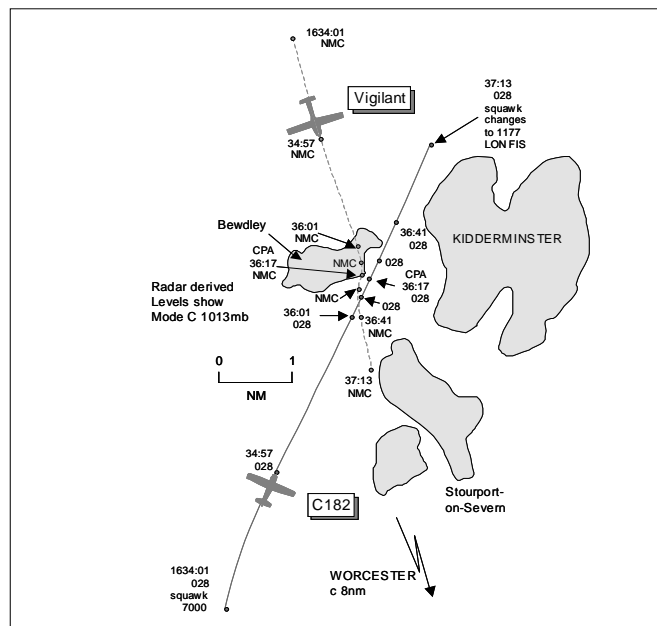 1634:01
NMC
Vigilant
37:13
028
squawk
changes
to 1177
LON FIS
34:57
NMC
Bewdley
36:01
NMC
36:41
028
KIDDERMINSTER
CPA
36:17
NMC
NMC
028
CPA
36:17
028
Radar derived
Levels show
Mode C 1013mb
NMC
028
36:01
028
36:41
NMC
0
1
NM
37:13
NMC
34:57
028
C182
Stourport-
on-Severn
1634:01
028
squawk
7000
WORCESTER
c 8nm